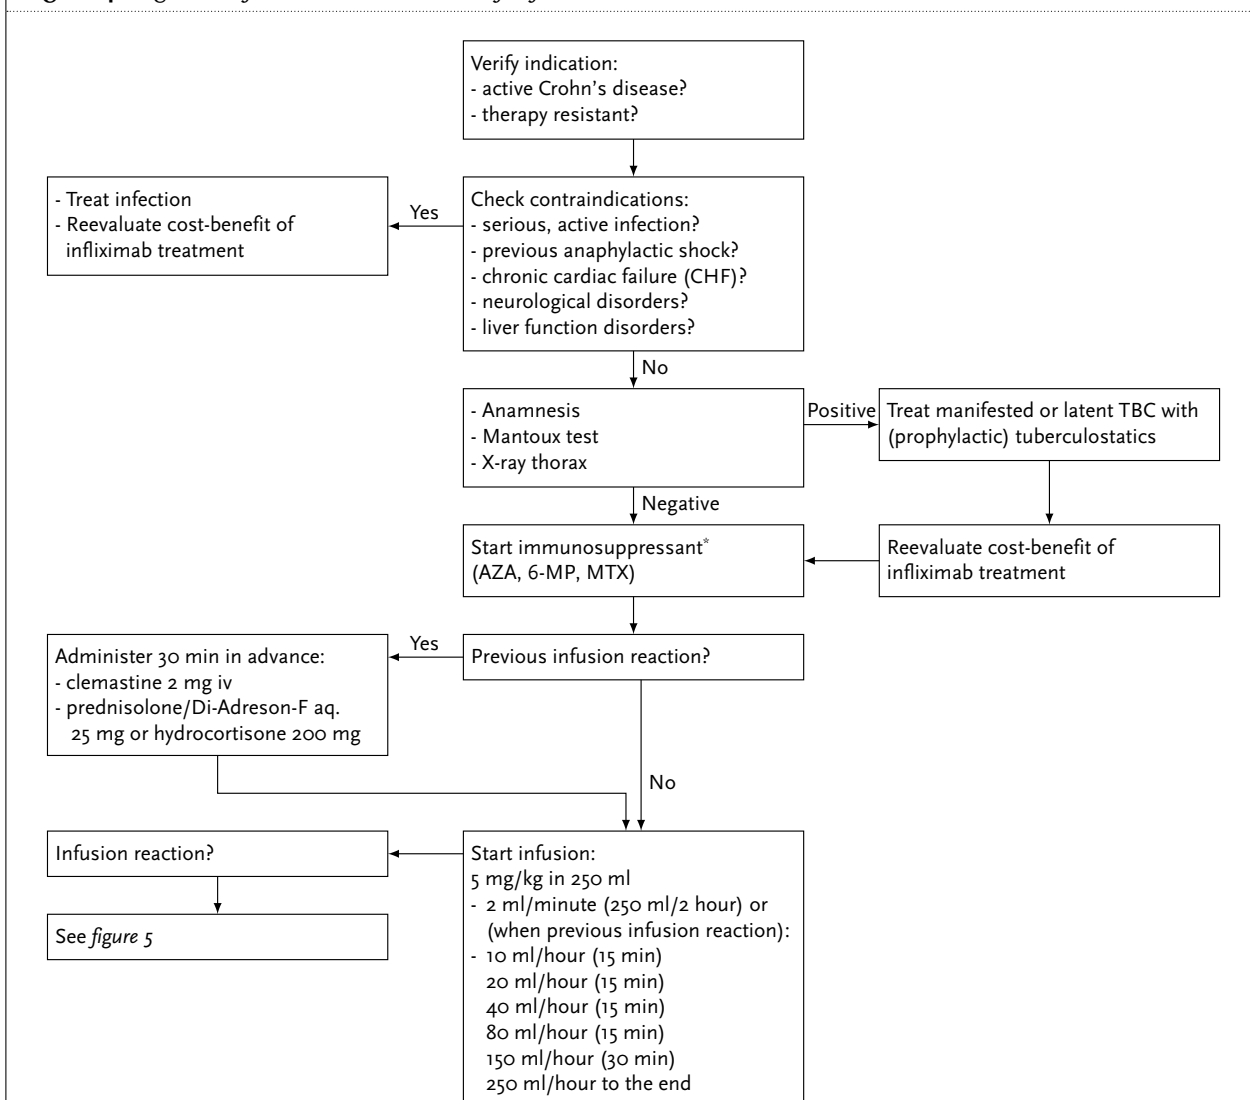 Verify indication:
- active Crohn's disease?
- therapy resistant?
- Treat infection
- Reevaluate cost-benefit of
infliximab treatment
Yes
Check contraindications:
- serious, active infection?
- previous anaphylactic shock?
- chronic cardiac failure (CHF)?
- neurological disorders?
- liver function disorders?
No
- Anamnesis
- Mantoux test
- X-ray thorax
Positive
Treat manifested or latent TBC with
(prophylactic) tuberculostatics
Negative
Start immunosuppressant*
(AZA, 6-MP, MTX)
Reevaluate cost-benefit of
infliximab treatment
Administer 30 min in advance:
- clemastine 2 mg iv
- prednisolone/Di-Adreson-F aq.
25 mg or hydrocortisone 200 mg
Yes
Previous infusion reaction?
No
Infusion reaction?
See figure 5
Start infusion:
5 mg/kg in 250 ml
- 2 ml/minute (250 ml/2 hour) or
(when previous infusion reaction):
- 10 ml/hour (15 min)
20 ml/hour (15 min)
40 ml/hour (15 min)
80 ml/hour (15 min)
150 ml/hour (30 min)
250 ml/hour to the end